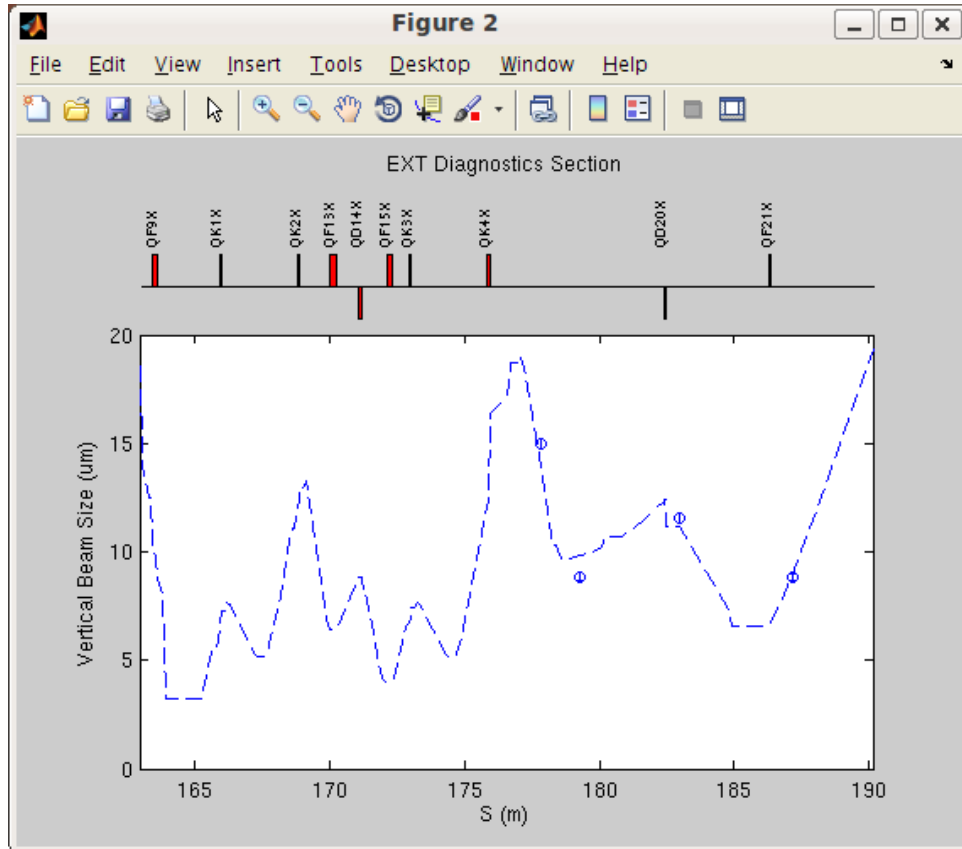 Figure 2
File Edit View Insert Tools Desktop Window Help
EXT Diagnostics Section
QF9X QK1X QK2X QF13X QD14X QF15X QK3X QK4X QD20X QF21X
20
15
10
5
0
Vertical Beam Size (um)
165 170 175 180 185 190
S (m)